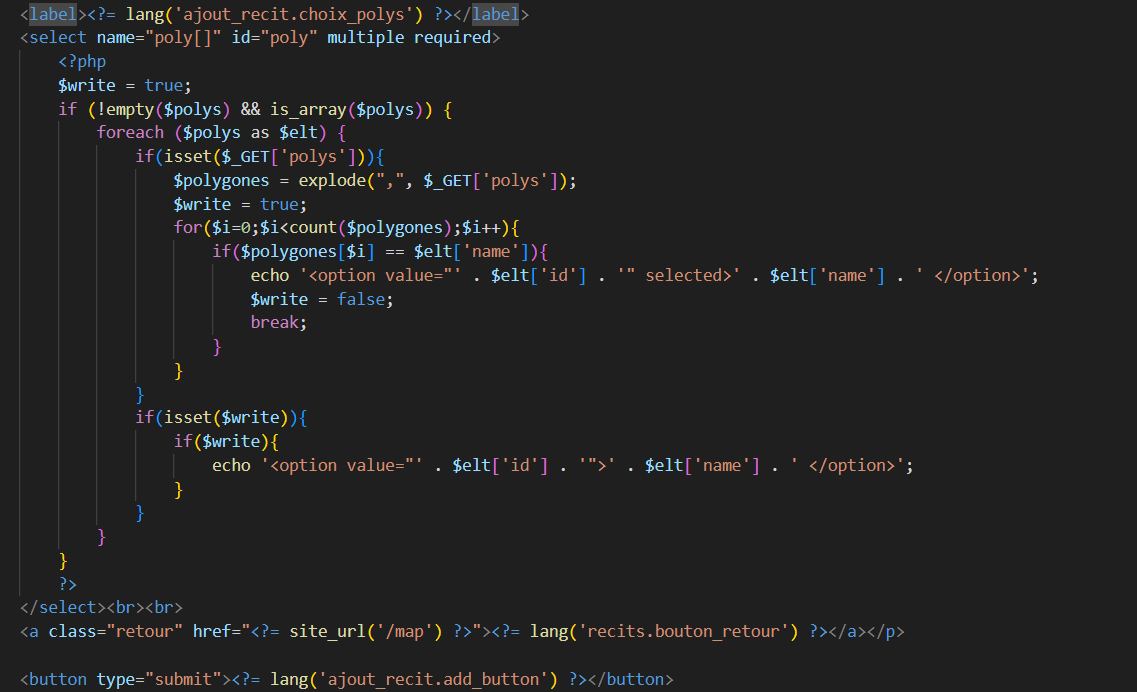 <label><?= lang('ajout_recit.choix_polys') ?></label>
<select name="poly[]" id="poly" multiple required>
<?php
$write = true;
if (!empty($polys) && is_array($polys)) {
foreach ($polys as $elt) {
if(isset($_GET['polys'])){
$polygones = explode(",", $_GET['polys']);
$write = true;
for($i=0;$i<count($polygones);$i++){
if($polygones[$i] == $elt['name']){
echo '<option value="' . $elt['id'] . '" selected>' . $elt['name'] . ' </option>';
$write = false;
break;
}
}
}
if(isset($write)){
if($write){
echo '<option value="' . $elt['id'] . '">' . $elt['name'] . ' </option>';
}
}
}
}
?>
</select><br><br>
<a class="retour" href="<?= site_url('/map') ?>"><?= lang('recits.bouton_retour') ?></a></p>
<button type="submit"><?= lang('ajout_recit.add_button') ?></button>